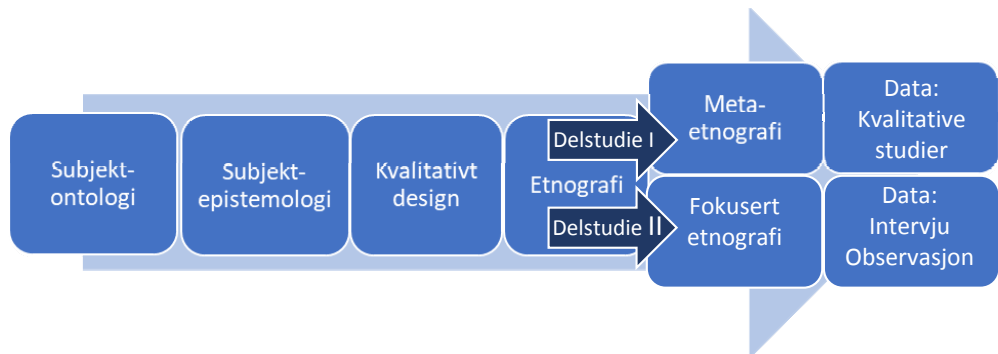 Subjekt-
ontologi
Subjekt-
epistemologi
Kvalitativt
design
Etnografi
Delstudie I
Meta-
etnografi
Data:
Kvalitative
studier
Delstudie II
Fokusert
etnografi
Data:
Intervju
Observasjon